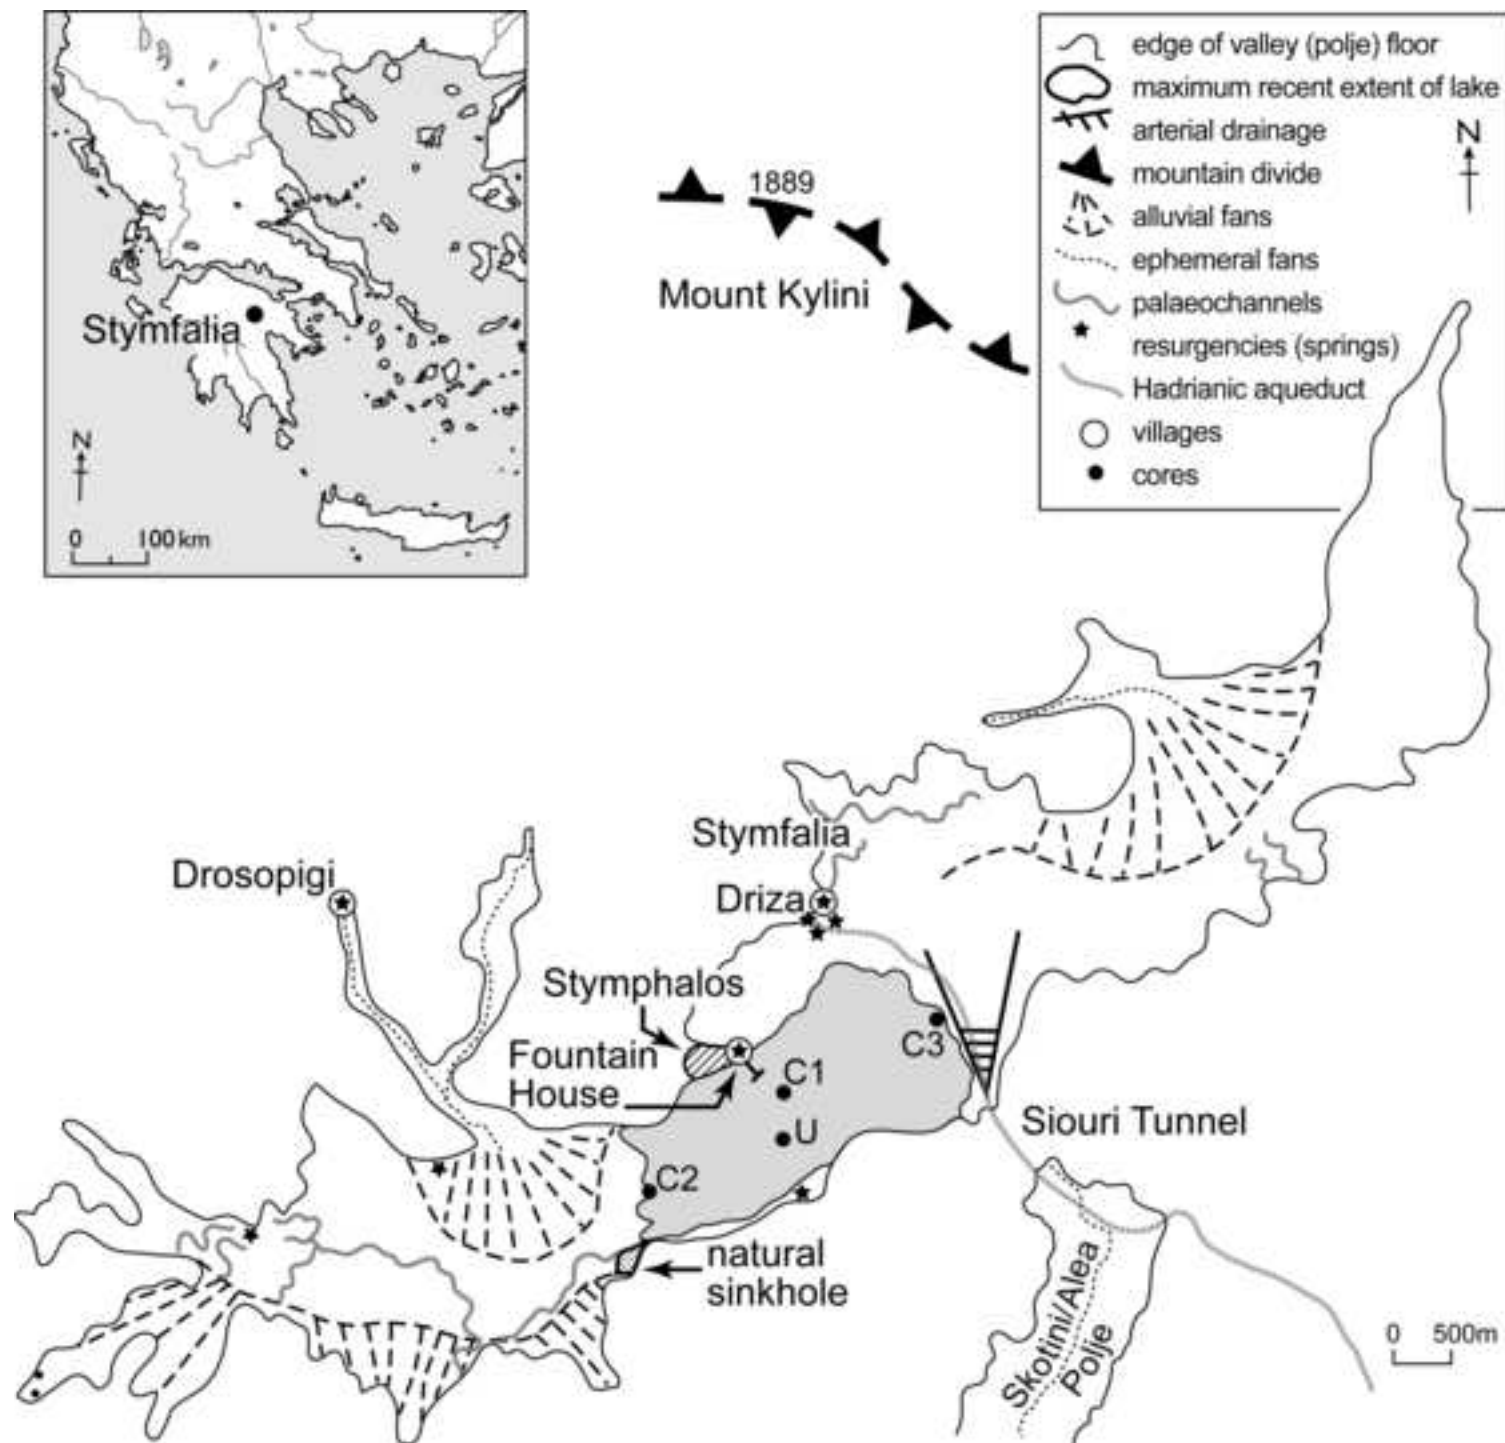 Stymfalia
N
0 100 km
1889
Mount Kylini
edge of valley (polje) floor
maximum recent extent of lake
arterial drainage
mountain divide
alluvial fans
ephemeral fans
palaeochannels
resurgencies (springs)
Hadrianic aqueduct
villages
cores
N
Stymfalia
Drosopigi
Driza
Stymphalos
Fountain
House
C3
C1
U
C2
Siouri Tunnel
natural
sinkhole
Skotini/Alea
Polje
0 500m